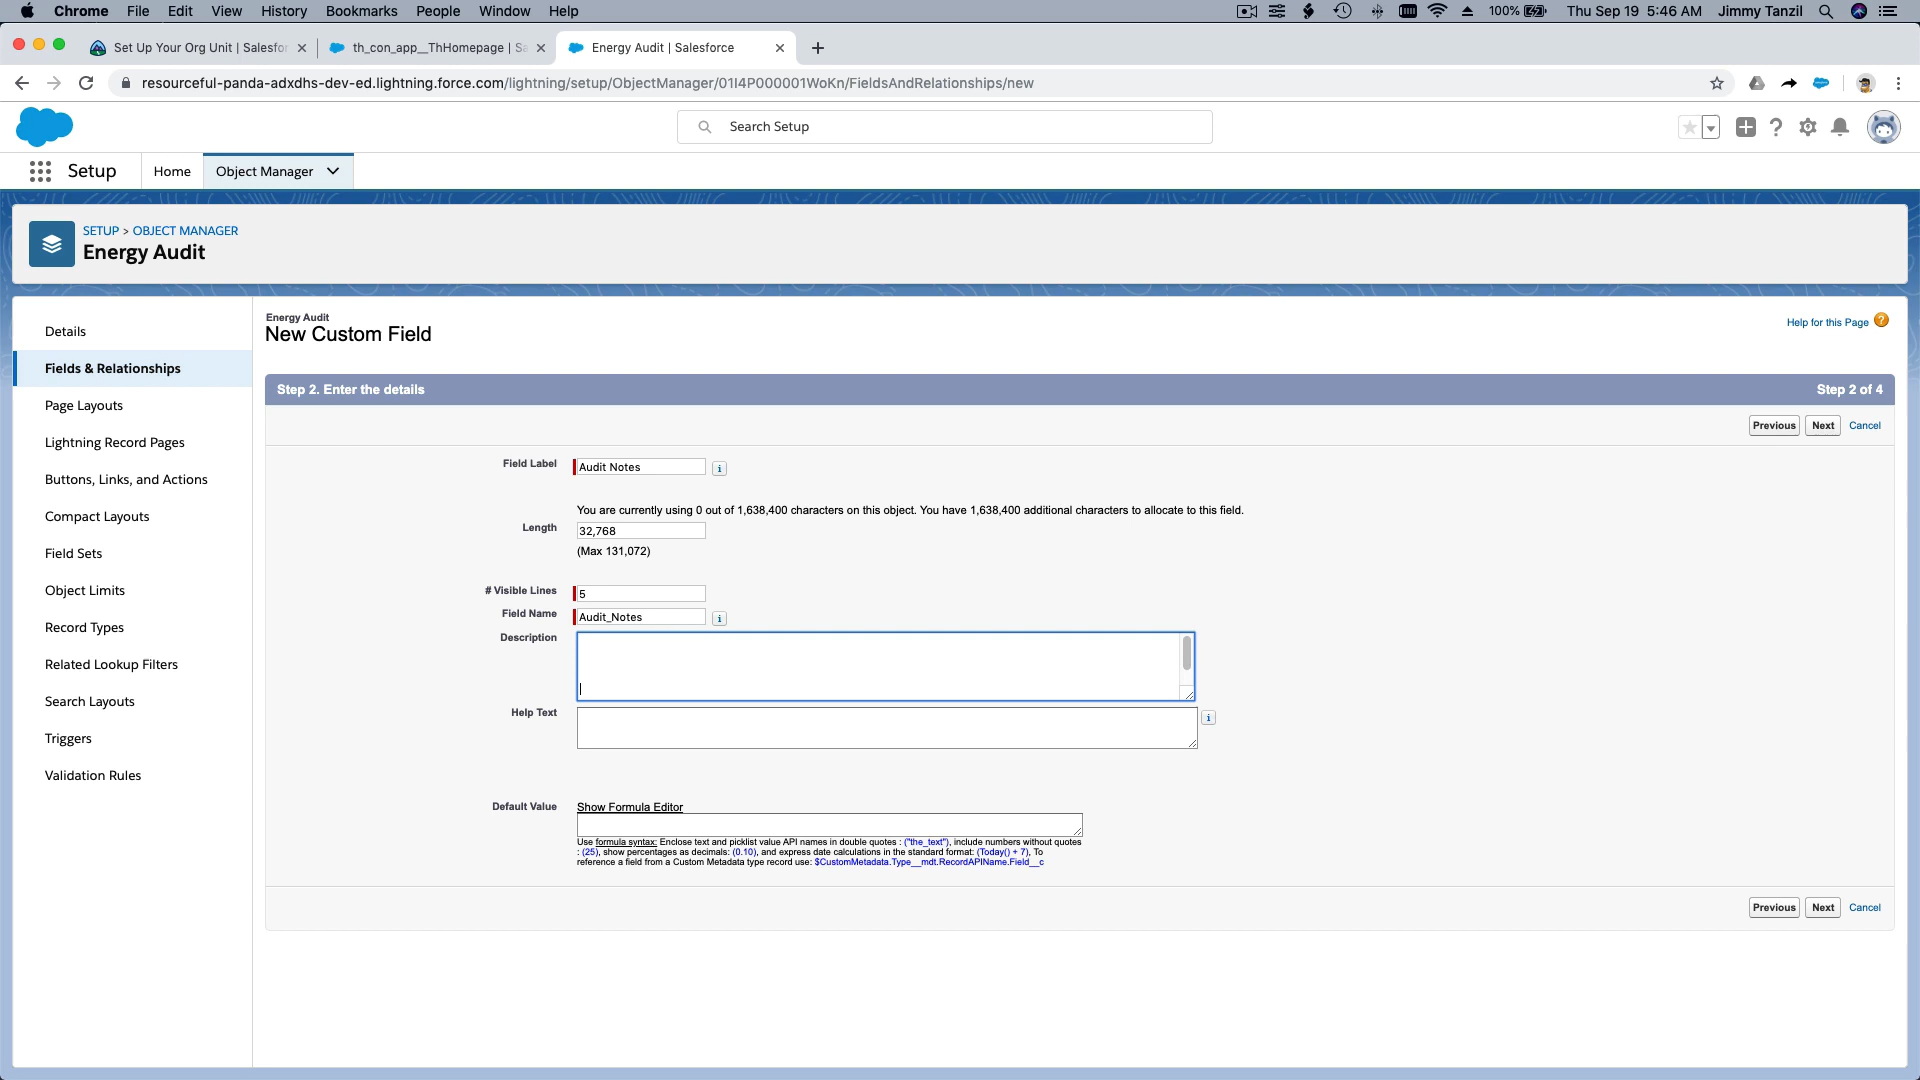 Chrome File Edit View History Bookmarks People Window Help
100% Thu Sep 19 5:46 AM Jimmy Tanzil
Set Up Your Org Unit | Salesfor
th_con_app__ThHomepage | Sa
Energy Audit | Salesforce
resourceful-panda-adxdhs-dev-ed.lightning.force.com/lightning/setup/ObjectManager/01I4P000001WoKn/FieldsAndRelationships/new
Search Setup
Setup
Home
Object Manager
SETUP > OBJECT MANAGER
Energy Audit
Details
Fields & Relationships
Page Layouts
Lightning Record Pages
Buttons, Links, and Actions
Compact Layouts
Field Sets
Object Limits
Record Types
Related Lookup Filters
Search Layouts
Triggers
Validation Rules
Energy Audit
New Custom Field
Help for this Page ?
Step 2. Enter the details
Step 2 of 4
Previous Next Cancel
Field Label Audit Notes i
You are currently using 0 out of 1,638,400 characters on this object. You have 1,638,400 additional characters to allocate to this field.
Length 32,768
(Max 131,072)
# Visible Lines 5
Field Name Audit_Notes i
Description
Help Text i
Default Value Show Formula Editor
Use formula syntax: Enclose text and picklist value API names in double quotes : ("the_text"), include numbers without quotes
: (25), show percentages as decimals: (0.10), and express date calculations in the standard format: (Today() + 7), To
reference a field from a Custom Metadata type record use: $CustomMetadata.Type__mdt.RecordAPIName.Field__c
Previous Next Cancel